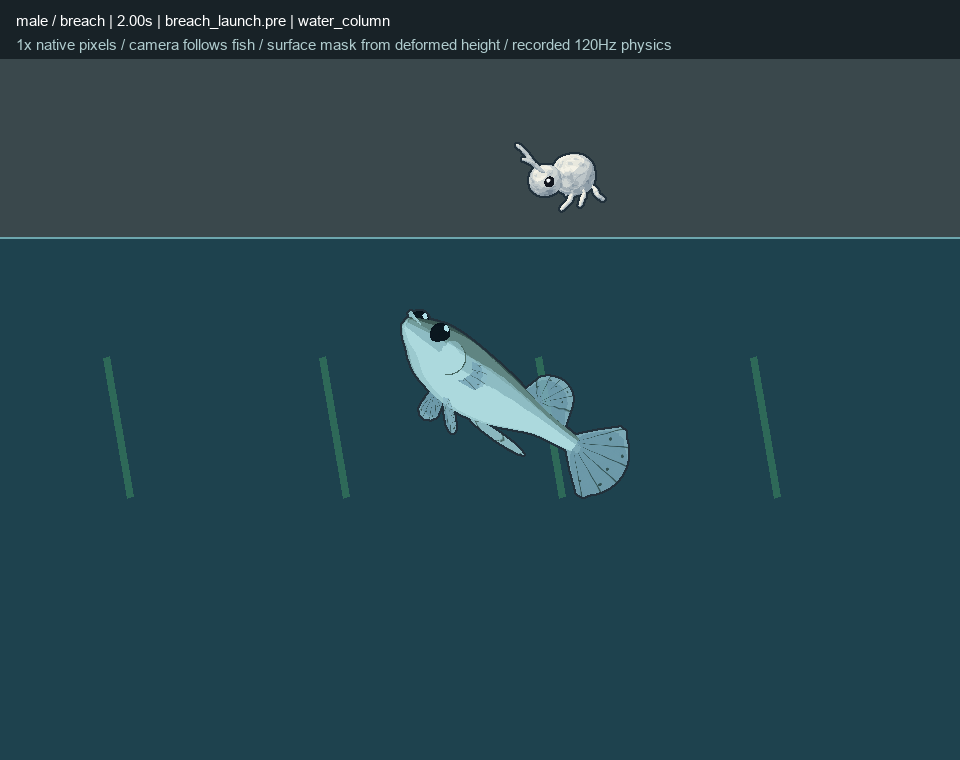 male / breach | 2.00s | breach_launch.pre | water_column
1x native pixels / camera follows fish / surface mask from deformed height / recorded 120Hz physics